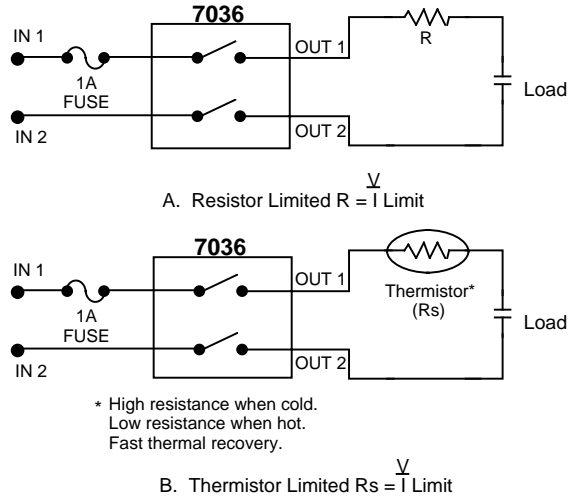 7036
IN 1
OUT 1
R
1A
FUSE
Load
OUT 2
IN 2
A. Resistor Limited R = V
I Limit
7036
IN 1
OUT 1
Thermistor*
(Rs)
1A
FUSE
Load
OUT 2
IN 2
* High resistance when cold.
Low resistance when hot.
Fast thermal recovery.
B. Thermistor Limited Rs = V
I Limit